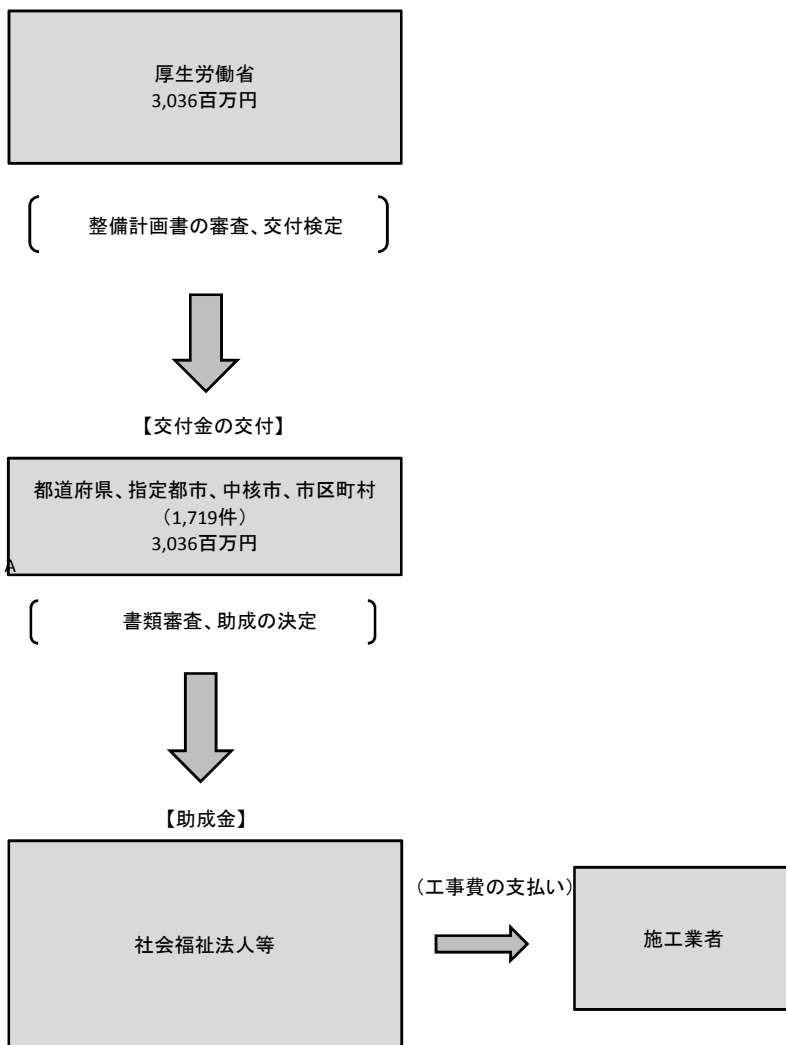 厚生労働省
3,036百万円
整備計画書の審査、交付検定
【交付金の交付】
都道府県、指定都市、中核市、市区町村
（1,719件）
3,036百万円
A
書類審査、助成の決定
【助成金】
（工事費の支払い）
社会福祉法人等
施工業者